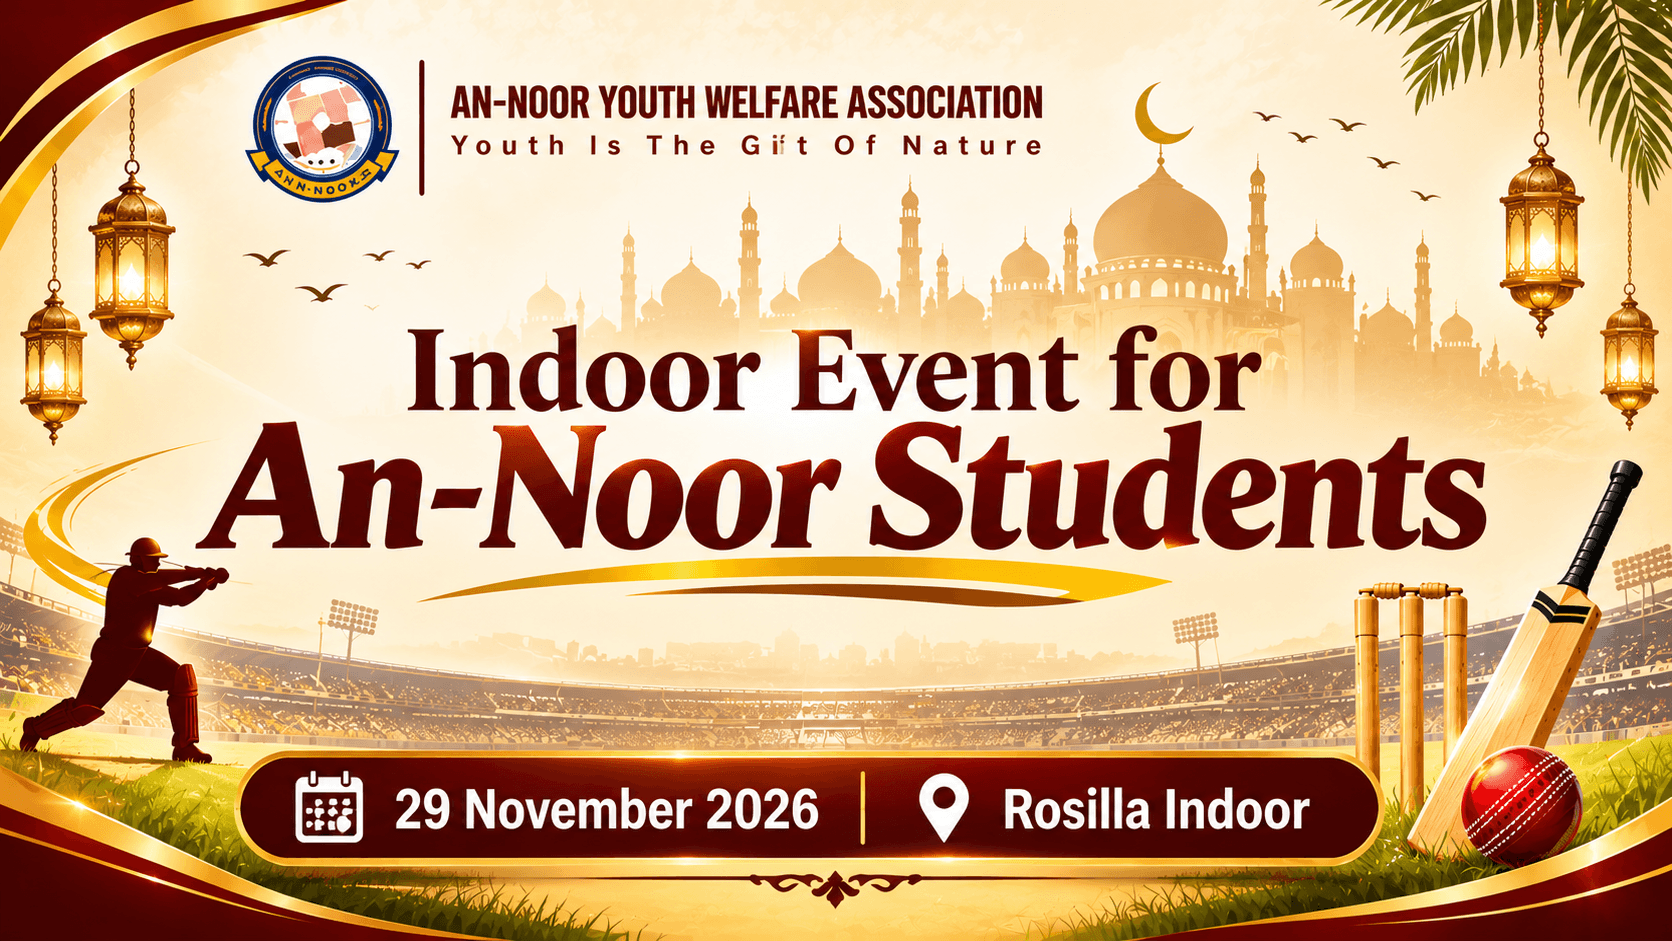 AN-NOOR YOUTH WELFARE ASSOCIATION
Youth Is The Gift Of Nature
Indoor Event for
An-Noor Students
29 November 2026
Rosilla Indoor